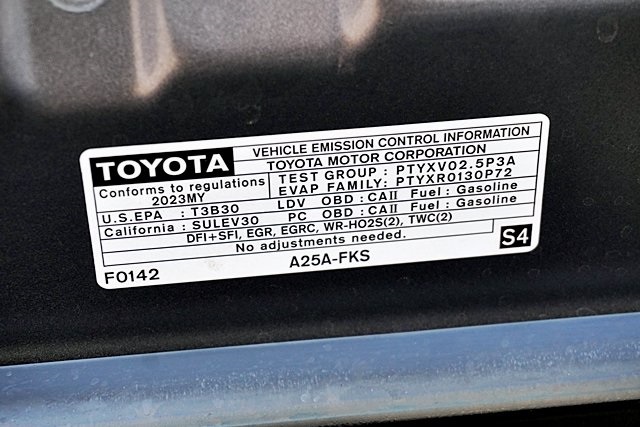 TOYOTA
VEHICLE EMISSION CONTROL INFORMATION
TOYOTA MOTOR CORPORATION
Conforms to regulations
2023MY
TEST GROUP : PTYXV02.5P3A
EVAP FAMILY: PTYXR0130P72
U.S.EPA : T3B30 LDV OBD : CAII Fuel : Gasoline
California : SULEV30 PC OBD : CAII Fuel : Gasoline
DFI+SFI, EGR, EGRC, WR-HO2S(2), TWC(2)
No adjustments needed.
F0142 A25A-FKS S4